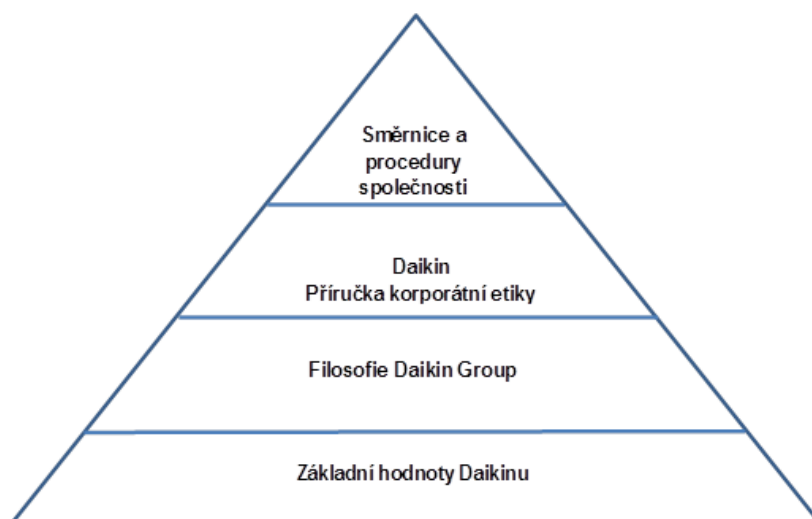 Směrnice a
procedury
společnosti
Daikin
Příručka korporátní etiky
Filosofie Daikin Group
Základní hodnoty Daikinu